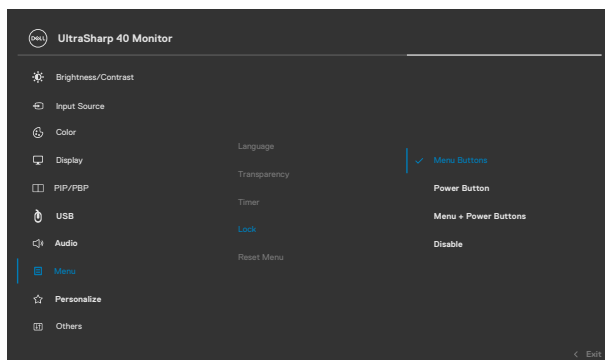 DELL UltraSharp 40 Monitor
Brightness/Contrast
Input Source
Color
Display
PIP/PBP
USB
Audio
Menu
Personalize
Others
Language
Transparency
Timer
Lock
Reset Menu
Menu Buttons
Power Button
Menu + Power Buttons
Disable
< Exit